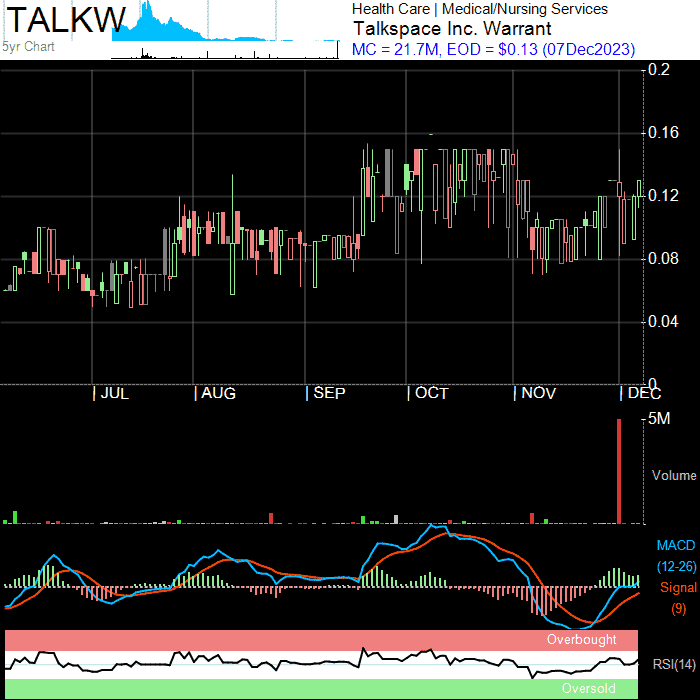 TALKW
5yr Chart
Health Care | Medical/Nursing Services
Talkspace Inc. Warrant
MC = 21.7M, EOD = $0.13 (07Dec2023)
0.2
0.16
0.12
0.08
0.04
0
| JUL | AUG | SEP | OCT | NOV | DEC
5M
Volume
MACD
(12-26)
Signal
(9)
Overbought
RSI(14)
Oversold